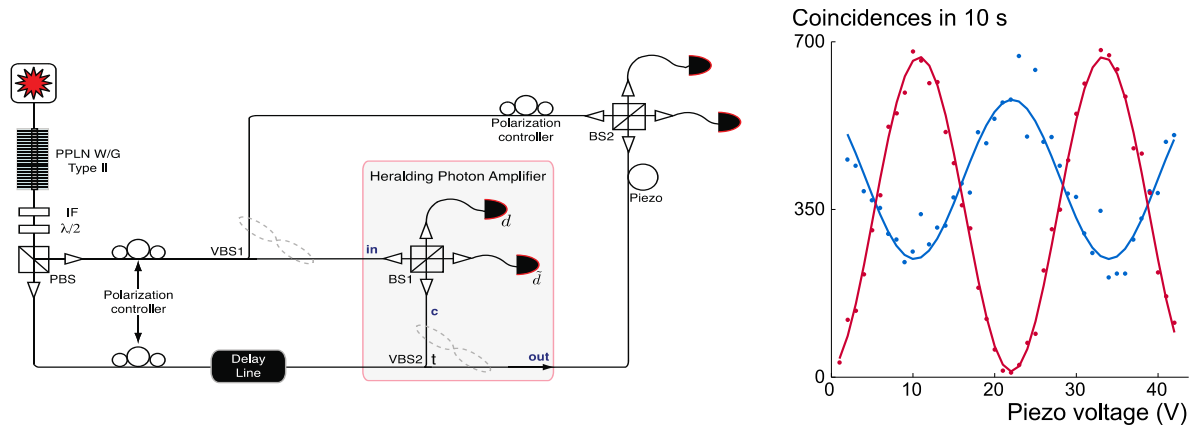 PPLN W/G
Type II
IF
λ/2
PBS
Polarization
controller
Delay
Line
VBS1
Polarization
controller
BS2
Piezo
Heralding Photon Amplifier
d
in
BS1
d̃
c
VBS2
t
out
Coincidences in 10 s
700
350
0
0
10
20
30
40
Piezo voltage (V)